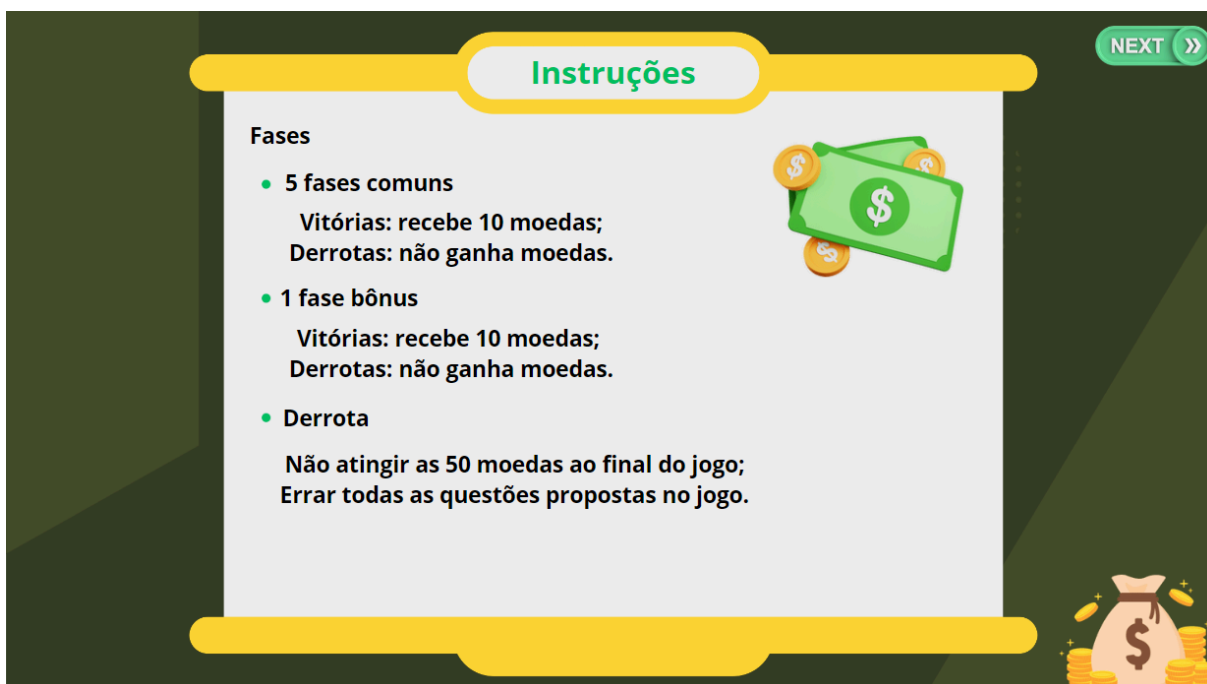 Instruções
NEXT »
Fases
5 fases comuns
Vitórias: recebe 10 moedas;
Derrotas: não ganha moedas.
1 fase bônus
Vitórias: recebe 10 moedas;
Derrotas: não ganha moedas.
Derrota
Não atingir as 50 moedas ao final do jogo;
Errar todas as questões propostas no jogo.